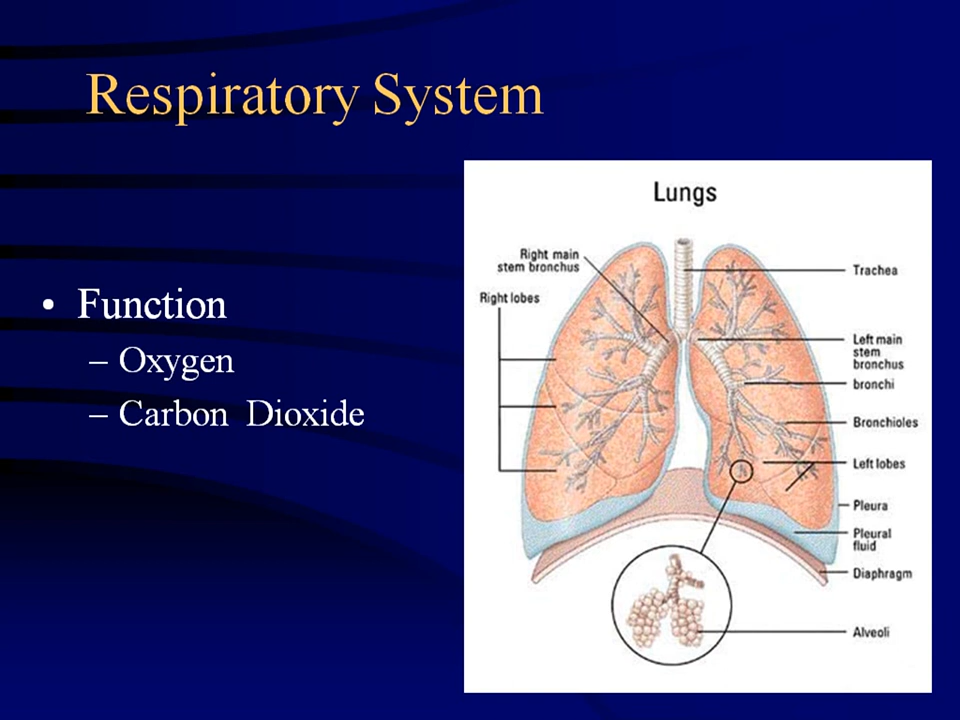 Respiratory System
• Function
– Oxygen
– Carbon Dioxide
Lungs
Right main
stem bronchus
Right lobes
Trachea
Left main
stem
bronchus
bronchi
Bronchioles
Left lobes
Pleura
Pleural
fluid
Diaphragm
Alveoli